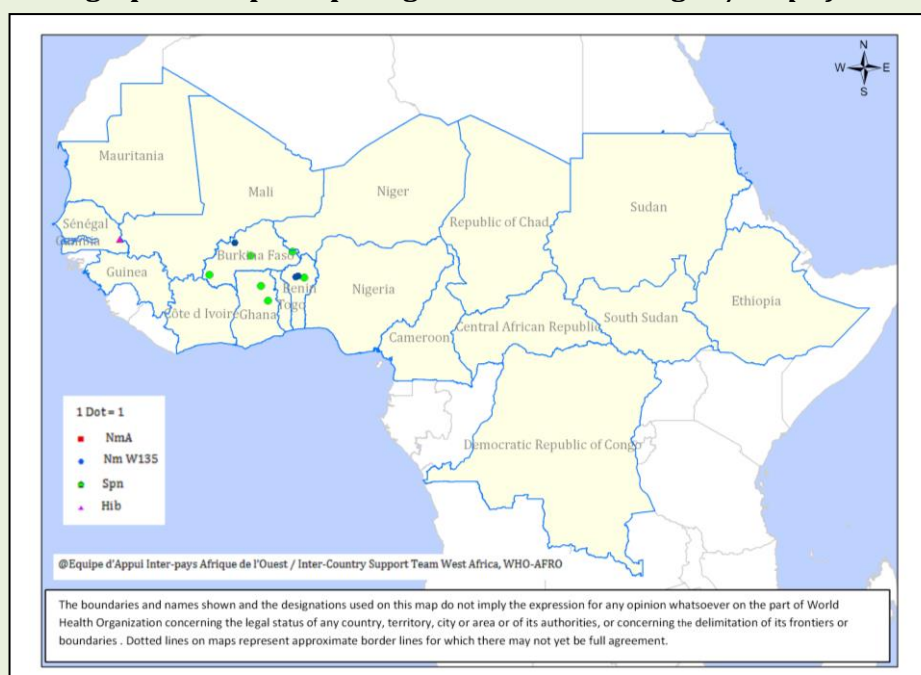 N
W E
S
Mauritania
Mali
Niger
Republic of Chad
Sudan
Sénégal
Gambia
Burkina Faso
Guinea
Benin
Nigeria
Togo
Côte d Ivoire
Ghana
Ethiopia
Cameroon
Central African Republic
South Sudan
Democratic Republic of Congo
1 Dot = 1
NmA
Nm W135
Spn
Hib
@Equipe d'Appui Inter-pays Afrique de l'Ouest / Inter-Country Support Team West Africa, WHO-AFRO
The boundaries and names shown and the designations used on this map do not imply the expression for any opinion whatsoever on the part of World
Health Organization concerning the legal status of any country, territory, city or area or of its authorities, or concerning the delimitation of its frontiers or
boundaries . Dotted lines on maps represent approximate border lines for which there may not yet be full agreement.